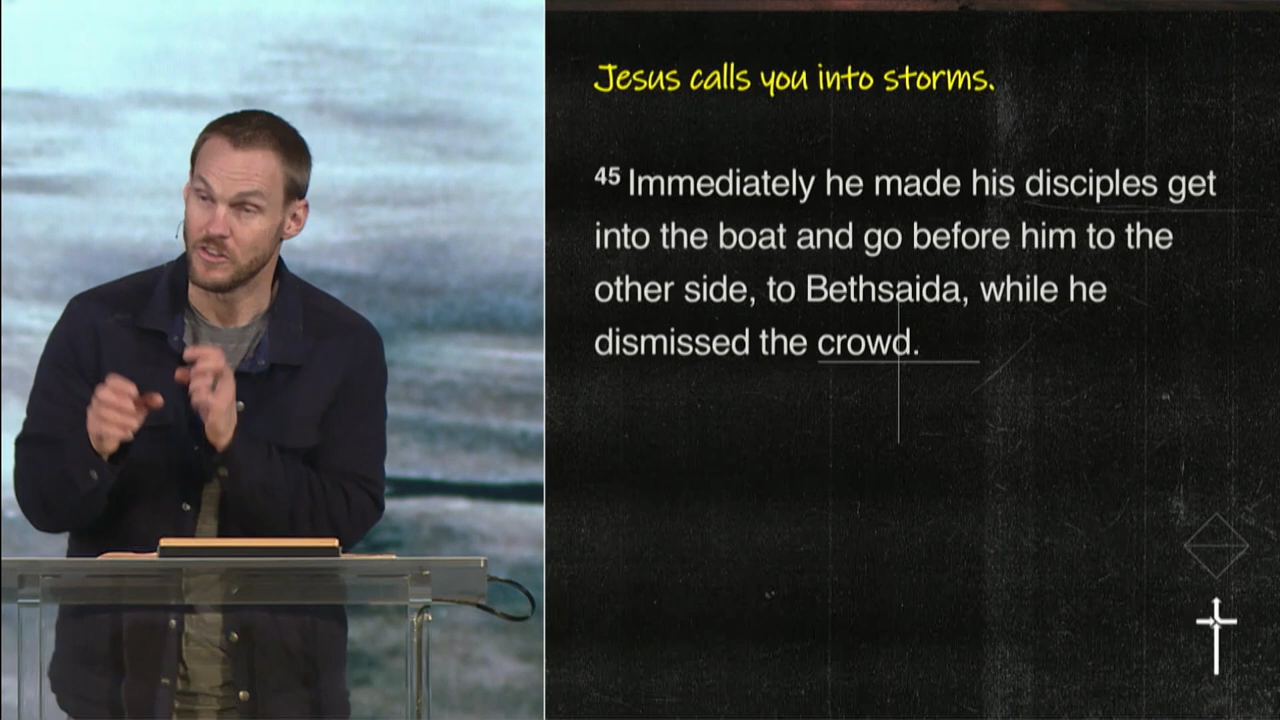 Jesus calls you into storms.
45 Immediately he made his disciples get
into the boat and go before him to the
other side, to Bethsaida, while he
dismissed the crowd.